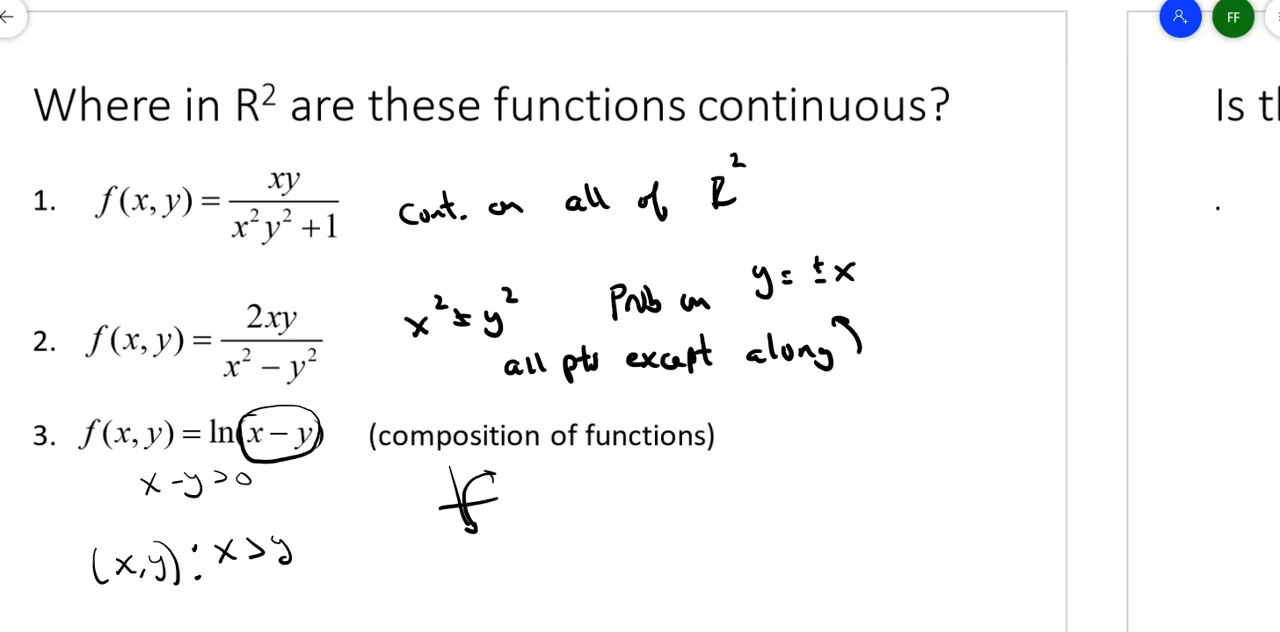 FF
Where in R² are these functions continuous?
Is t
1. f(x, y) = xy / (x²y² + 1) cont. on all of R²
2. f(x, y) = 2xy / (x² − y²) x² = y² Prob on y = ± x
all pts except along
3. f(x, y) = ln(x − y) (composition of functions)
x - y > 0
(x,y) : x > y